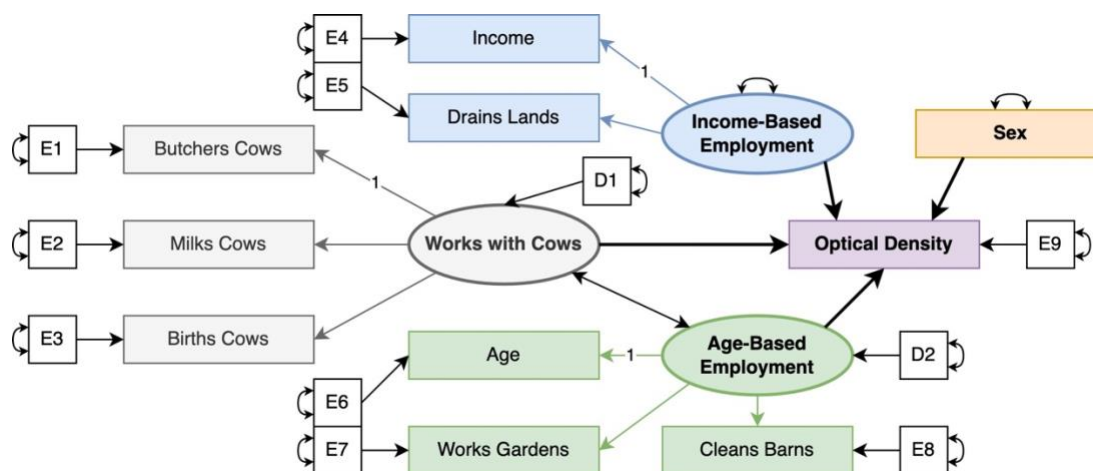 E4
Income
E5
1
Drains Lands
Income-Based
Employment
Sex
E1
Butchers Cows
1
D1
E2
Milks Cows
Works with Cows
Optical Density
E9
E3
Births Cows
Age
1
Age-Based
Employment
D2
E6
E7
Works Gardens
Cleans Barns
E8